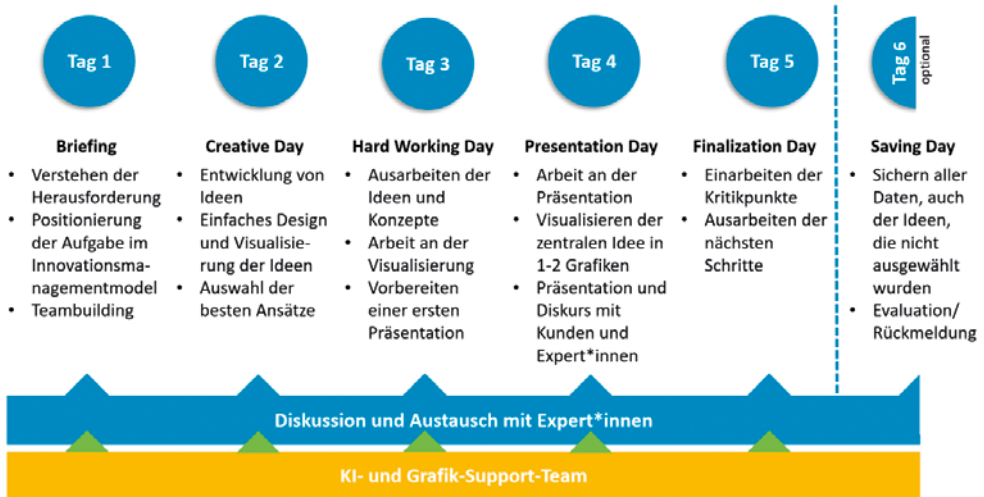 Tag 1
Tag 2
Tag 3
Tag 4
Tag 5
Tag 6
optional
Briefing
• Verstehen der
Herausforderung
• Positionierung
der Aufgabe im
Innovationsma-
nagementmodel
• Teambuilding
Creative Day
• Entwicklung von
Ideen
• Einfaches Design
und Visualisie-
rung der Ideen
• Auswahl der
besten Ansätze
Hard Working Day
• Ausarbeiten der
Ideen und
Konzepte
• Arbeit an der
Visualisierung
• Vorbereiten
einer ersten
Präsentation
Presentation Day
• Arbeit an der
Präsentation
• Visualisieren der
zentralen Idee in
1-2 Grafiken
• Präsentation und
Diskurs mit
Kunden und
Expert*innen
Finalization Day
• Einarbeiten der
Kritikpunkte
• Ausarbeiten der
nächsten
Schritte
Saving Day
• Sichern aller
Daten, auch
der Ideen,
die nicht
ausgewählt
wurden
• Evaluation/
Rückmeldung
Diskussion und Austausch mit Expert*innen
KI- und Grafik-Support-Team